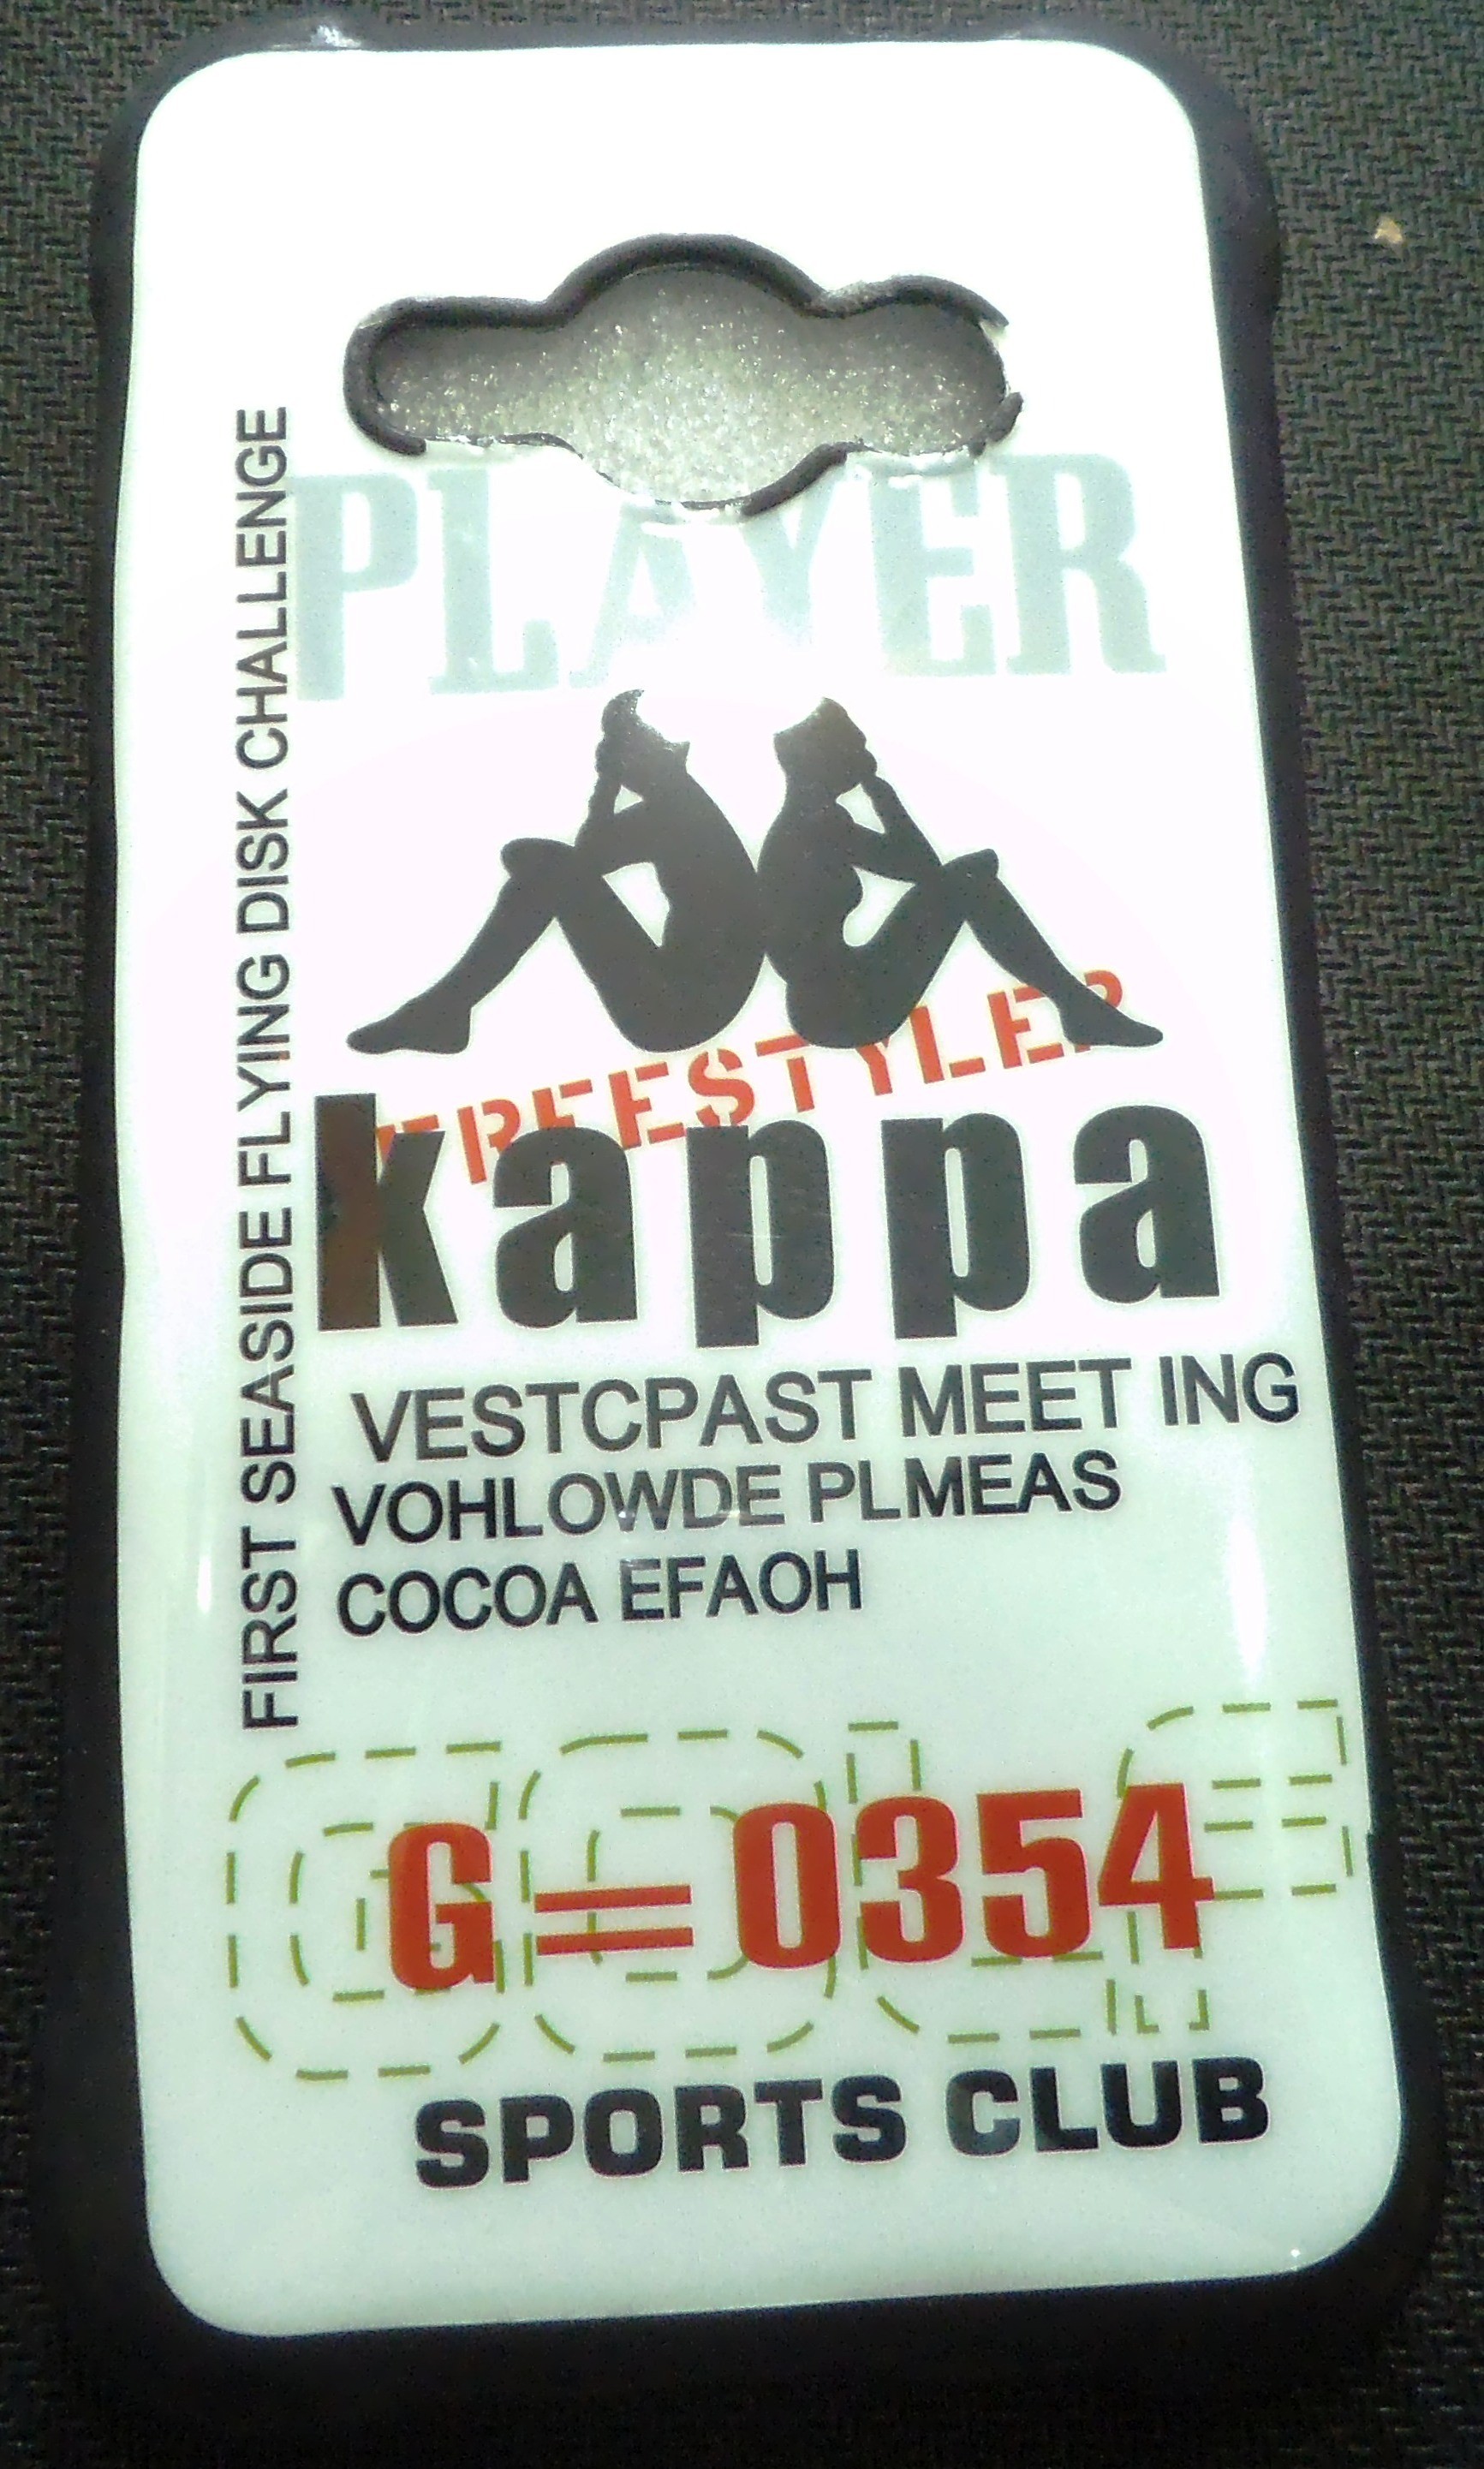 PLAYER
FIRST SEASIDE FLYING DISK CHALLENGE
FREESTYLER
kappa
VESTCPAST MEET ING
VOHLOWDE PLMEAS
COCOA EFAOH
G=0354
SPORTS CLUB